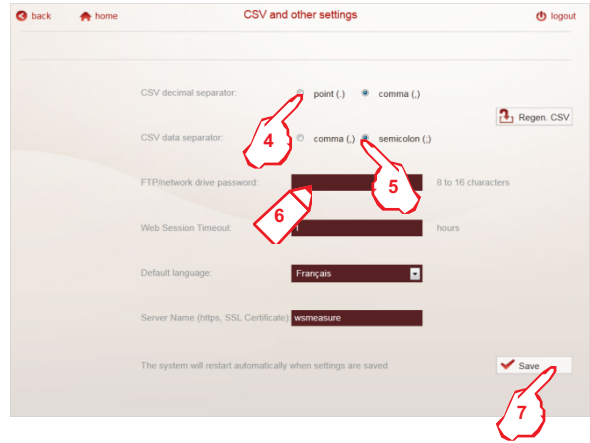 back home CSV and other settings logout
CSV decimal separator: point (.) comma (,)
Regen. CSV
4
CSV data separator: comma (,) semicolon (;)
5
FTP/network drive password: 8 to 16 characters
6
Web Session Timeout: hours
Default language: Français
Server Name (https, SSL Certificate): wsmeasure
The system will restart automatically when settings are saved Save
7